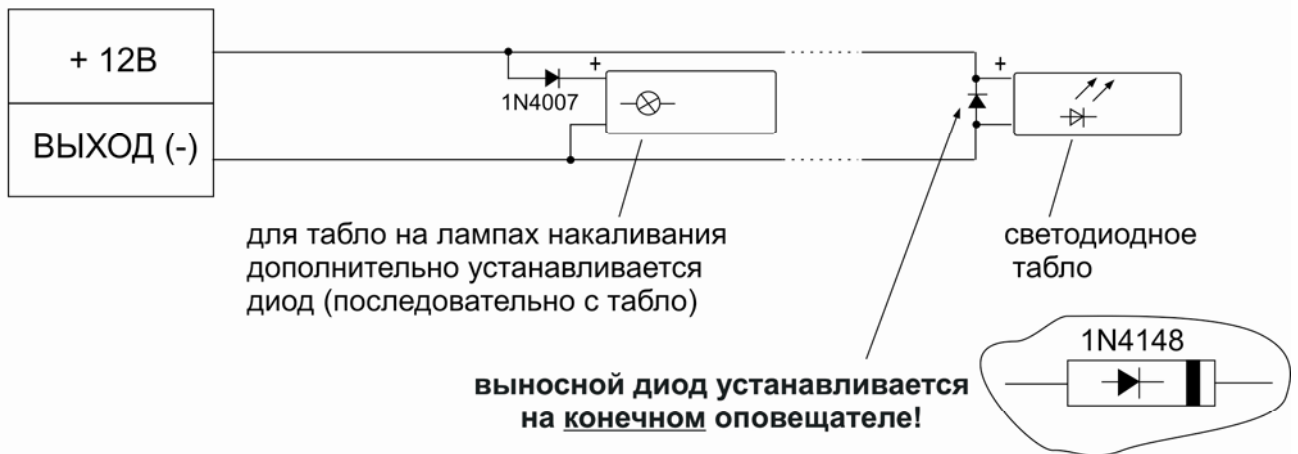 + 12В
ВЫХОД (-)
+
1N4007
+
для табло на лампах накаливания
дополнительно устанавливается
диод (последовательно с табло)
светодиодное
табло
1N4148
выносной диод устанавливается
на конечном оповещателе!